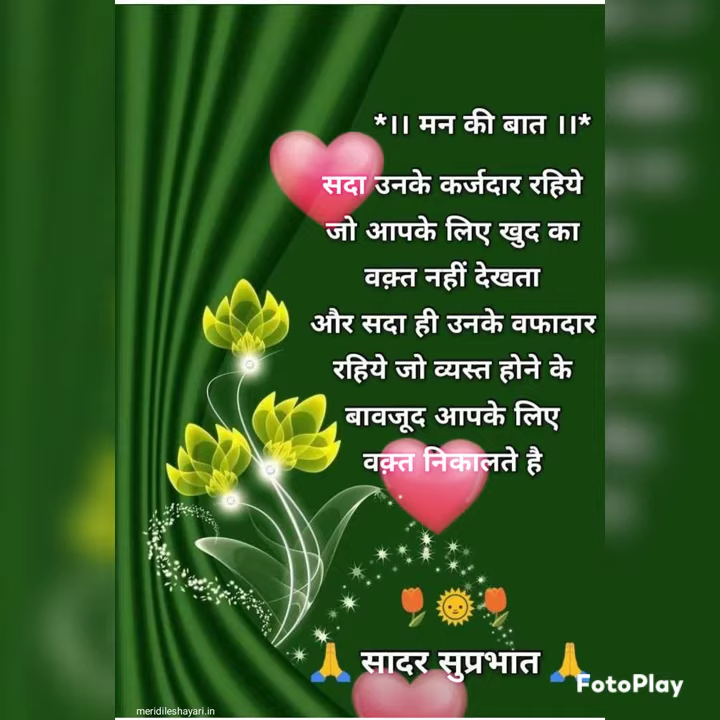 *।। मन की बात ।।*
सदा उनके कर्जदार रहिये
जो आपके लिए खुद का
वक़्त नहीं देखता
और सदा ही उनके वफादार
रहिये जो व्यस्त होने के
बावजूद आपके लिए
वक़्त निकालते है
🌷🌞🌷
🙏 सादर सुप्रभात 🙏
FotoPlay
meridileshayari.in